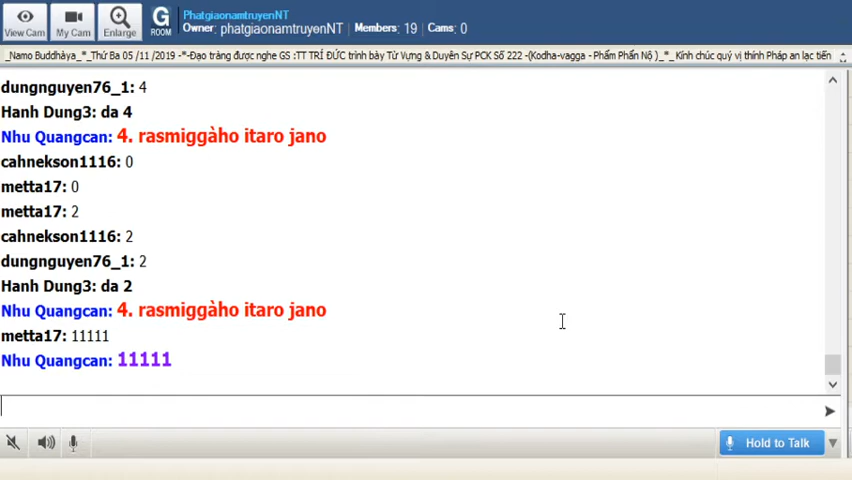 View Cam
My Cam
Enlarge
G
ROOM
PhatgiaonamtruyenNT
Owner: phatgiaonamtruyenNT Members: 19 Cams: 0
_Namo Buddhàya_*_Thứ Ba 05 /11 /2019 -*-Đạo tràng được nghe GS :TT TRÍ ĐỨC trình bày Từ Vựng & Duyên Sự PCK Số 222 -(Kodha-vagga - Phẩm Phẩn Nộ )_*_ Kính chúc quý vị thính Pháp an lạc tiến
dungnguyen76_1: 4
Hanh Dung3: da 4
Nhu Quangcan: 4. rasmiggàho itaro jano
cahnekson1116: 0
metta17: 0
metta17: 2
cahnekson1116: 2
dungnguyen76_1: 2
Hanh Dung3: da 2
Nhu Quangcan: 4. rasmiggàho itaro jano
metta17: 11111
Nhu Quangcan: 11111
Hold to Talk